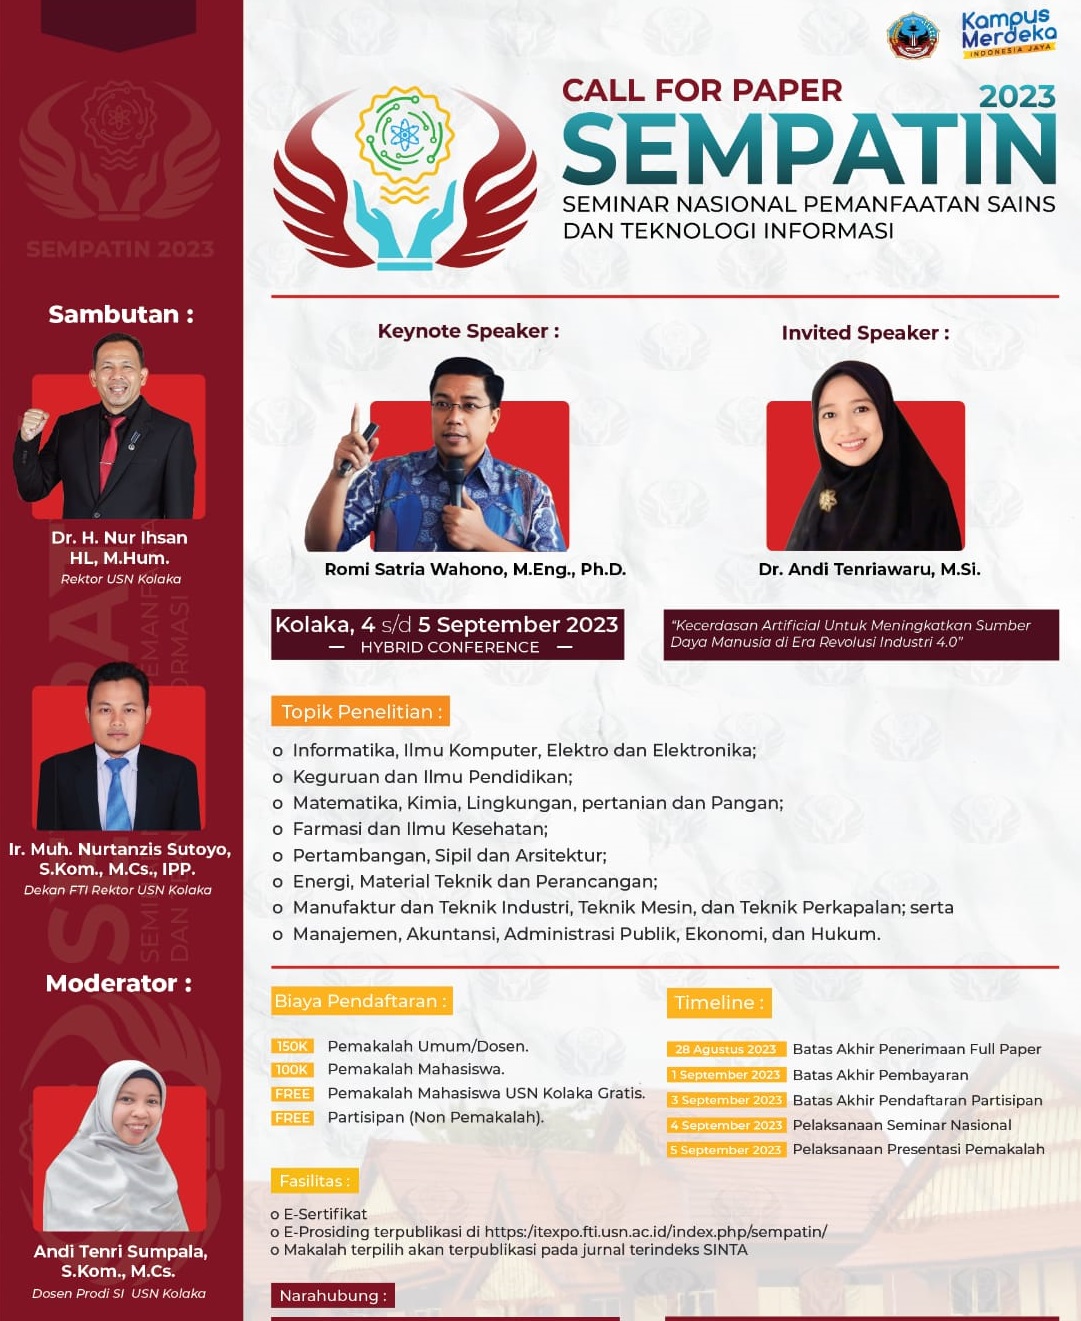 Kampus
Merdeka
INDONESIA JAYA
CALL FOR PAPER
2023
SEMPATIN
SEMINAR NASIONAL PEMANFAATAN SAINS
DAN TEKNOLOGI INFORMASI
SEMPATIN 2023
Sambutan :
Dr. H. Nur Ihsan
HL, M.Hum.
Rektor USN Kolaka
Ir. Muh. Nurtanzis Sutoyo,
S.Kom., M.Cs., IPP.
Dekan FTI Rektor USN Kolaka
Moderator :
Andi Tenri Sumpala,
S.Kom., M.Cs.
Dosen Prodi SI USN Kolaka
Keynote Speaker :
Romi Satria Wahono, M.Eng., Ph.D.
Invited Speaker :
Dr. Andi Tenriawaru, M.Si.
Kolaka, 4 s/d 5 September 2023
— HYBRID CONFERENCE —
"Kecerdasan Artificial Untuk Meningkatkan Sumber
Daya Manusia di Era Revolusi Industri 4.0"
Topik Penelitian :
o Informatika, Ilmu Komputer, Elektro dan Elektronika;
o Keguruan dan Ilmu Pendidikan;
o Matematika, Kimia, Lingkungan, pertanian dan Pangan;
o Farmasi dan Ilmu Kesehatan;
o Pertambangan, Sipil dan Arsitektur;
o Energi, Material Teknik dan Perancangan;
o Manufaktur dan Teknik Industri, Teknik Mesin, dan Teknik Perkapalan; serta
o Manajemen, Akuntansi, Administrasi Publik, Ekonomi, dan Hukum.
Biaya Pendaftaran :
150K Pemakalah Umum/Dosen.
100K Pemakalah Mahasiswa.
FREE Pemakalah Mahasiswa USN Kolaka Gratis.
FREE Partisipan (Non Pemakalah).
Timeline :
28 Agustus 2023 Batas Akhir Penerimaan Full Paper
1 September 2023 Batas Akhir Pembayaran
3 September 2023 Batas Akhir Pendaftaran Partisipan
4 September 2023 Pelaksanaan Seminar Nasional
5 September 2023 Pelaksanaan Presentasi Pemakalah
Fasilitas :
o E-Sertifikat
o E-Prosiding terpublikasi di https:/itexpo.fti.usn.ac.id/index.php/sempatin/
o Makalah terpilih akan terpublikasi pada jurnal terindeks SINTA
Narahubung :